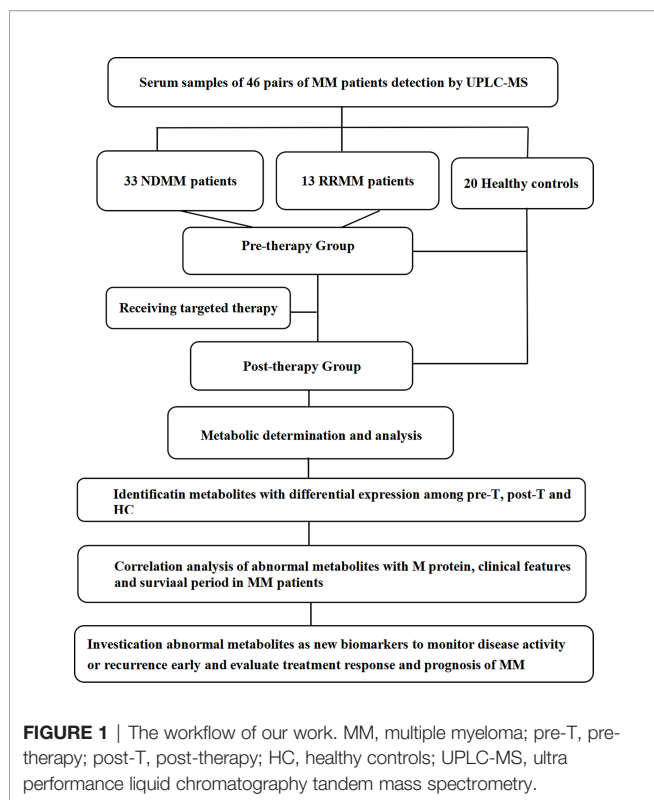 Serum samples of 46 pairs of MM patients detection by UPLC-MS
33 NDMM patients
13 RRMM patients
20 Healthy controls
Pre-therapy Group
Receiving targeted therapy
Post-therapy Group
Metabolic determination and analysis
Identificatin metabolites with differential expression among pre-T, post-T and
HC
Correlation analysis of abnormal metabolites with M protein, clinical features
and surviaal period in MM patients
Investication abnormal metabolites as new biomarkers to monitor disease activity
or recurrence early and evaluate treatment response and prognosis of MM
FIGURE 1 | The workflow of our work. MM, multiple myeloma; pre-T, pre-
therapy; post-T, post-therapy; HC, healthy controls; UPLC-MS, ultra
performance liquid chromatography tandem mass spectrometry.